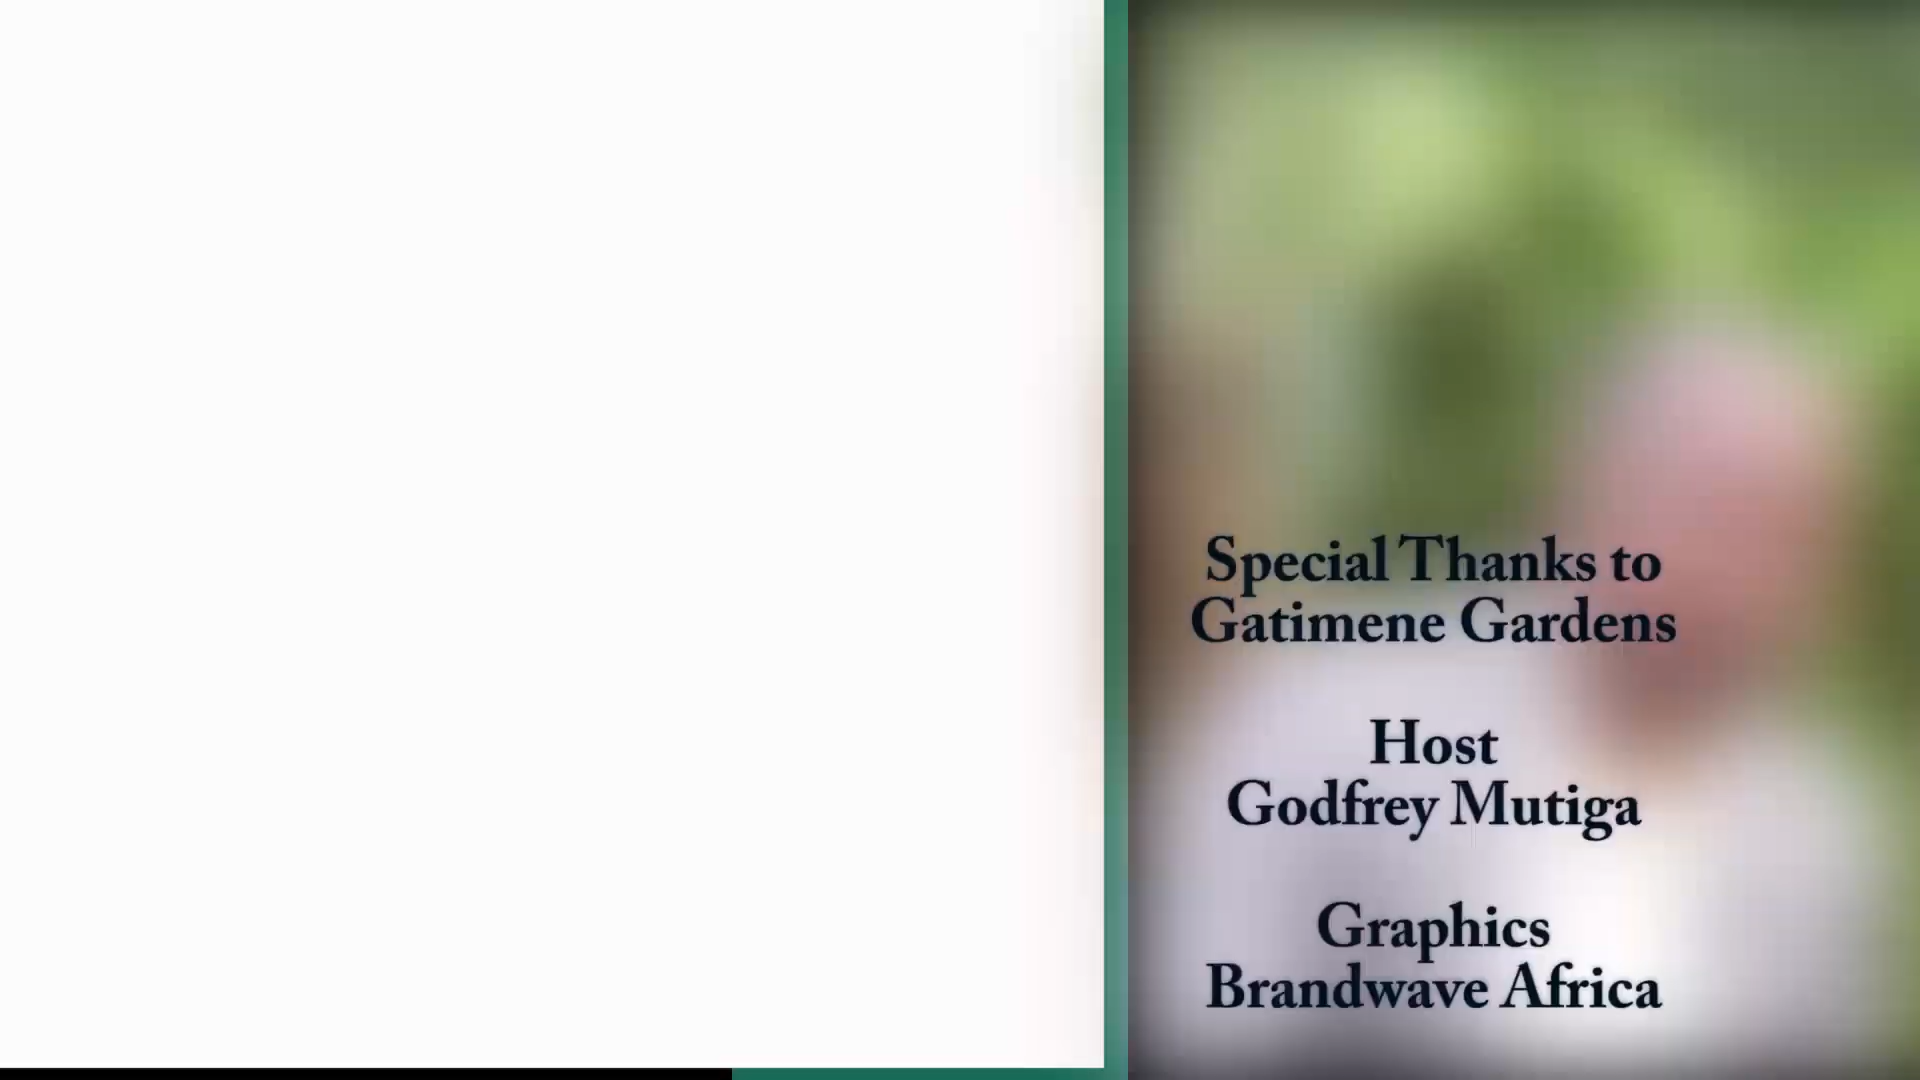 Special Thanks to
Gatimene Gardens
Host
Godfrey Mutiga
Graphics
Brandwave Africa